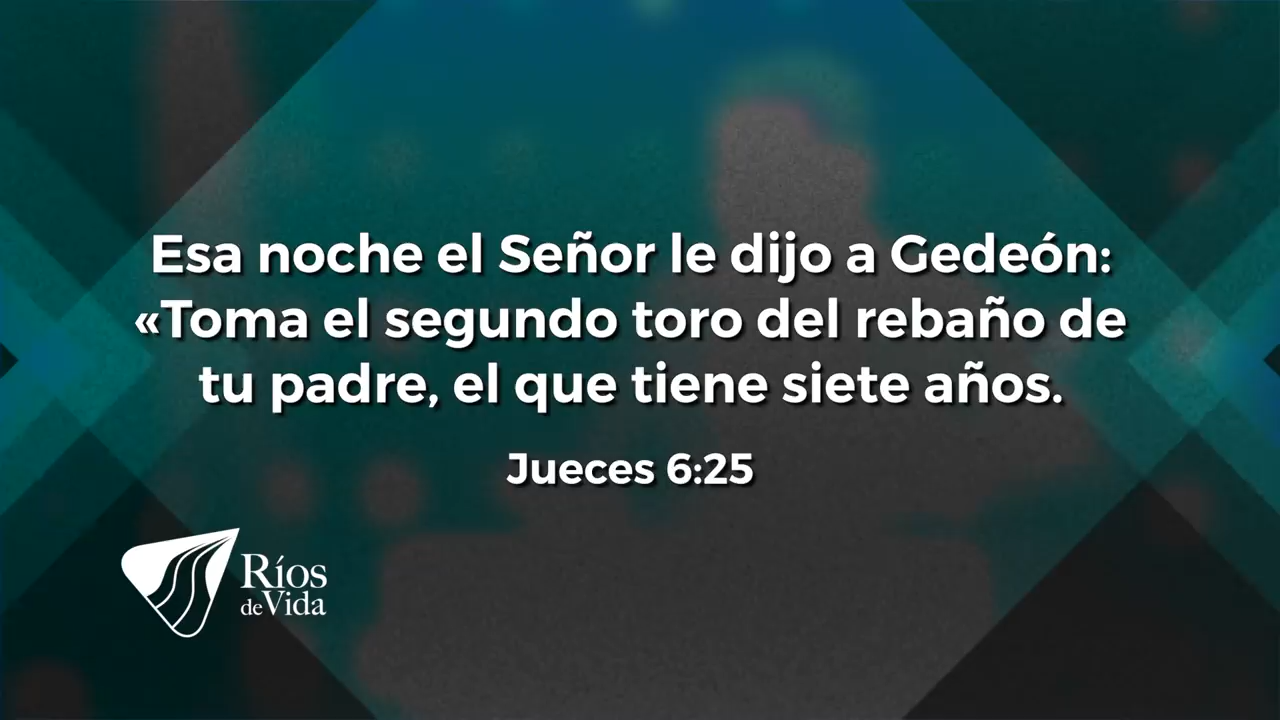 Esa noche el Señor le dijo a Gedeón:
«Toma el segundo toro del rebaño de
tu padre, el que tiene siete años.
Jueces 6:25
Ríos
de Vida